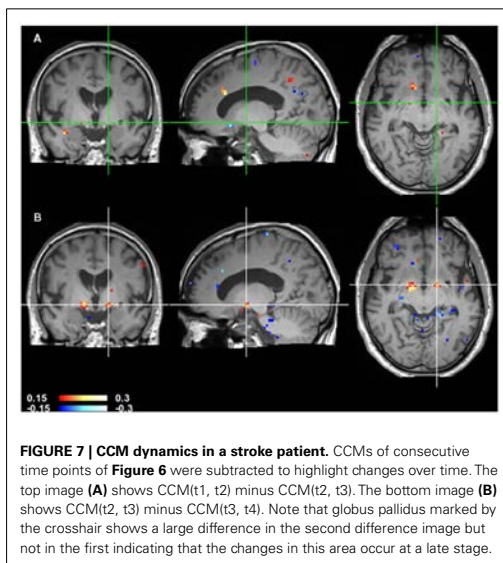 A
B
0.15 0.3
-0.15 -0.3
FIGURE 7 | CCM dynamics in a stroke patient. CCMs of consecutive
time points of Figure 6 were subtracted to highlight changes over time. The
top image (A) shows CCM(t1, t2) minus CCM(t2, t3). The bottom image (B)
shows CCM(t2, t3) minus CCM(t3, t4). Note that globus pallidus marked by
the crosshair shows a large difference in the second difference image but
not in the first indicating that the changes in this area occur at a late stage.